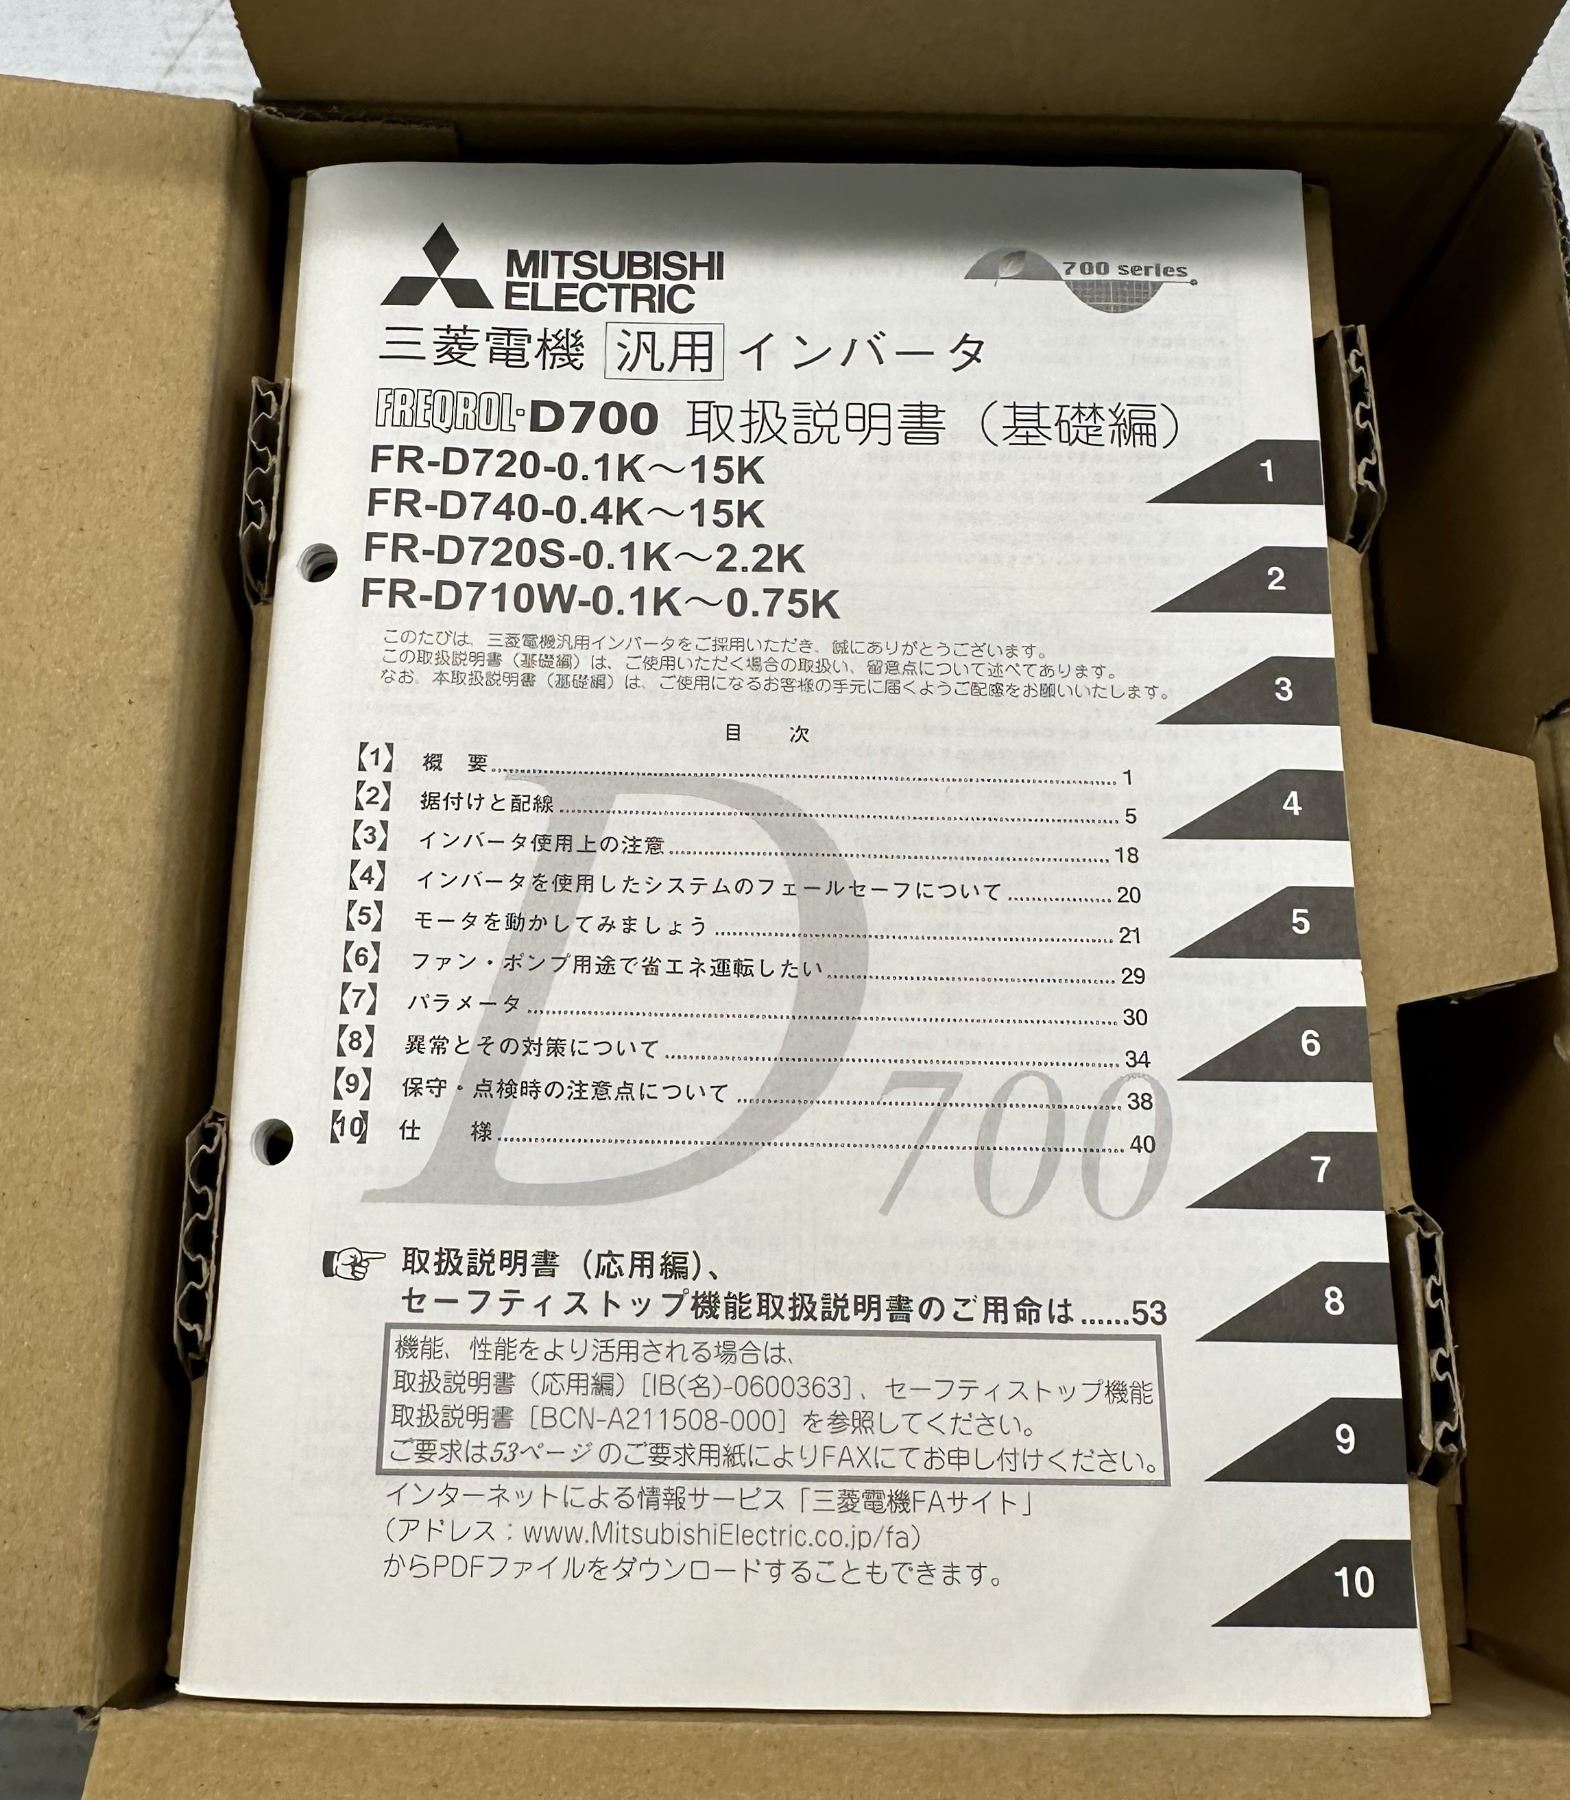 MITSUBISHI
ELECTRIC
700 series
三菱電機 汎用 インバータ
FREQROL-D700 取扱説明書（基礎編）
FR-D720-0.1K～15K
FR-D740-0.4K～15K
FR-D720S-0.1K～2.2K
FR-D710W-0.1K～0.75K
このたびは、三菱電機汎用インバータをご採用いただき、誠にありがとうございます。
この取扱説明書（基礎編）は、ご使用いただく場合の取扱い、留意点について述べてあります。
なお、本取扱説明書（基礎編）は、ご使用になるお客様の手元に届くようご配慮をお願いいたします。
目 次
【1】 概 要 1
【2】 据付けと配線 5
【3】 インバータ使用上の注意 18
【4】 インバータを使用したシステムのフェールセーフについて 20
【5】 モータを動かしてみましょう 21
【6】 ファン・ポンプ用途で省エネ運転したい 29
【7】 パラメータ 30
【8】 異常とその対策について 34
【9】 保守・点検時の注意点について 38
【10】 仕 様 40
D700
取扱説明書（応用編）、
セーフティストップ機能取扱説明書のご用命は ......53
機能、性能をより活用される場合は、
取扱説明書（応用編）[IB(名)-0600363]、セーフティストップ機能
取扱説明書［BCN-A211508-000］を参照してください。
ご要求は53ページのご要求用紙によりFAXにてお申し付けください。
インターネットによる情報サービス「三菱電機FAサイト」
（アドレス：www.MitsubishiElectric.co.jp/fa）
からPDFファイルをダウンロードすることもできます。
1
2
3
4
5
6
7
8
9
10